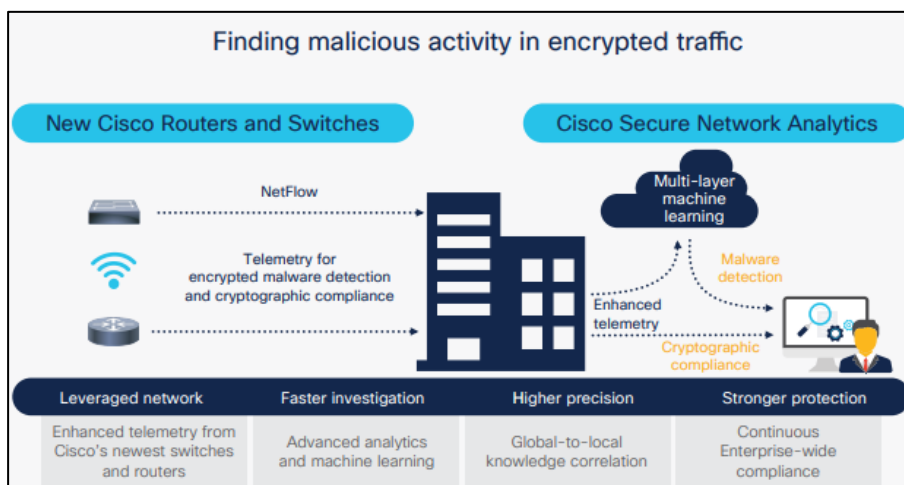 Finding malicious activity in encrypted traffic
New Cisco Routers and Switches
Cisco Secure Network Analytics
NetFlow
Telemetry for
encrypted malware detection
and cryptographic compliance
Multi-layer
machine
learning
Malware
detection
Enhanced
telemetry
Cryptographic
compliance
Leveraged network
Faster investigation
Higher precision
Stronger protection
Enhanced telemetry from
Cisco's newest switches
and routers
Advanced analytics
and machine learning
Global-to-local
knowledge correlation
Continuous
Enterprise-wide
compliance